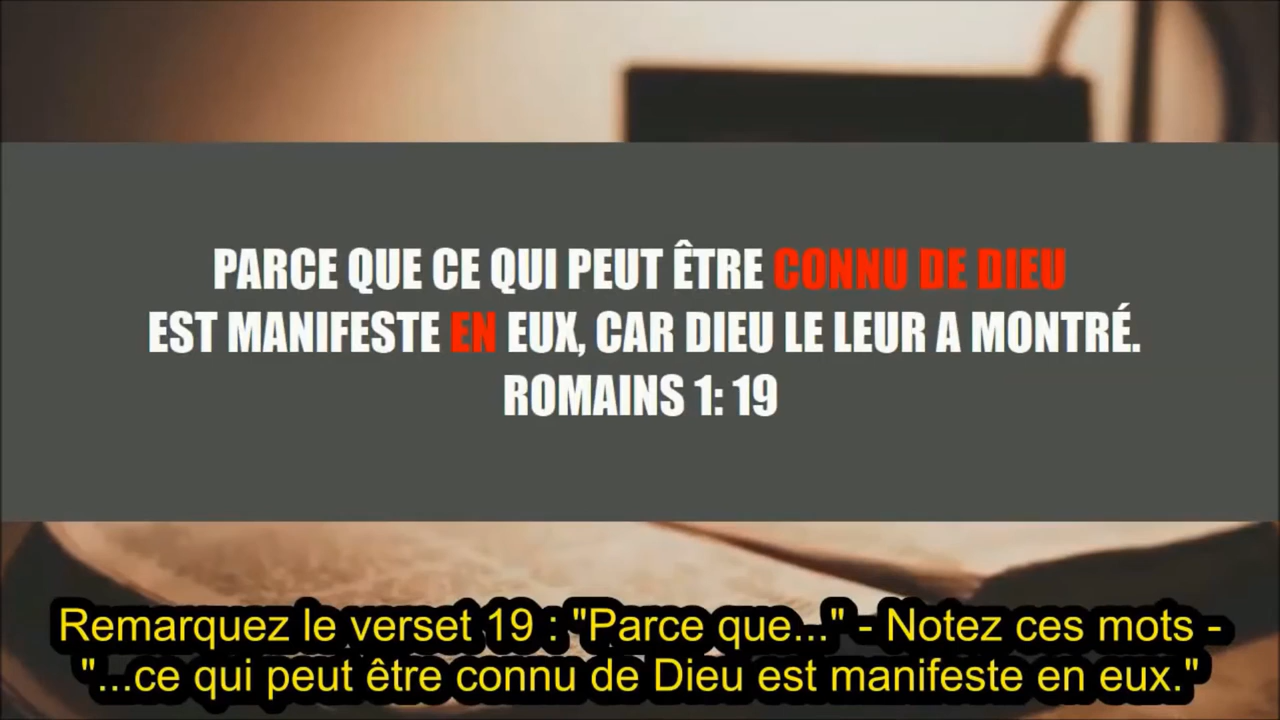 PARCE QUE CE QUI PEUT ÊTRE CONNU DE DIEU
EST MANIFESTE EN EUX, CAR DIEU LE LEUR A MONTRÉ.
ROMAINS 1: 19
Remarquez le verset 19 : "Parce que..." - Notez ces mots -
"...ce qui peut être connu de Dieu est manifeste en eux."